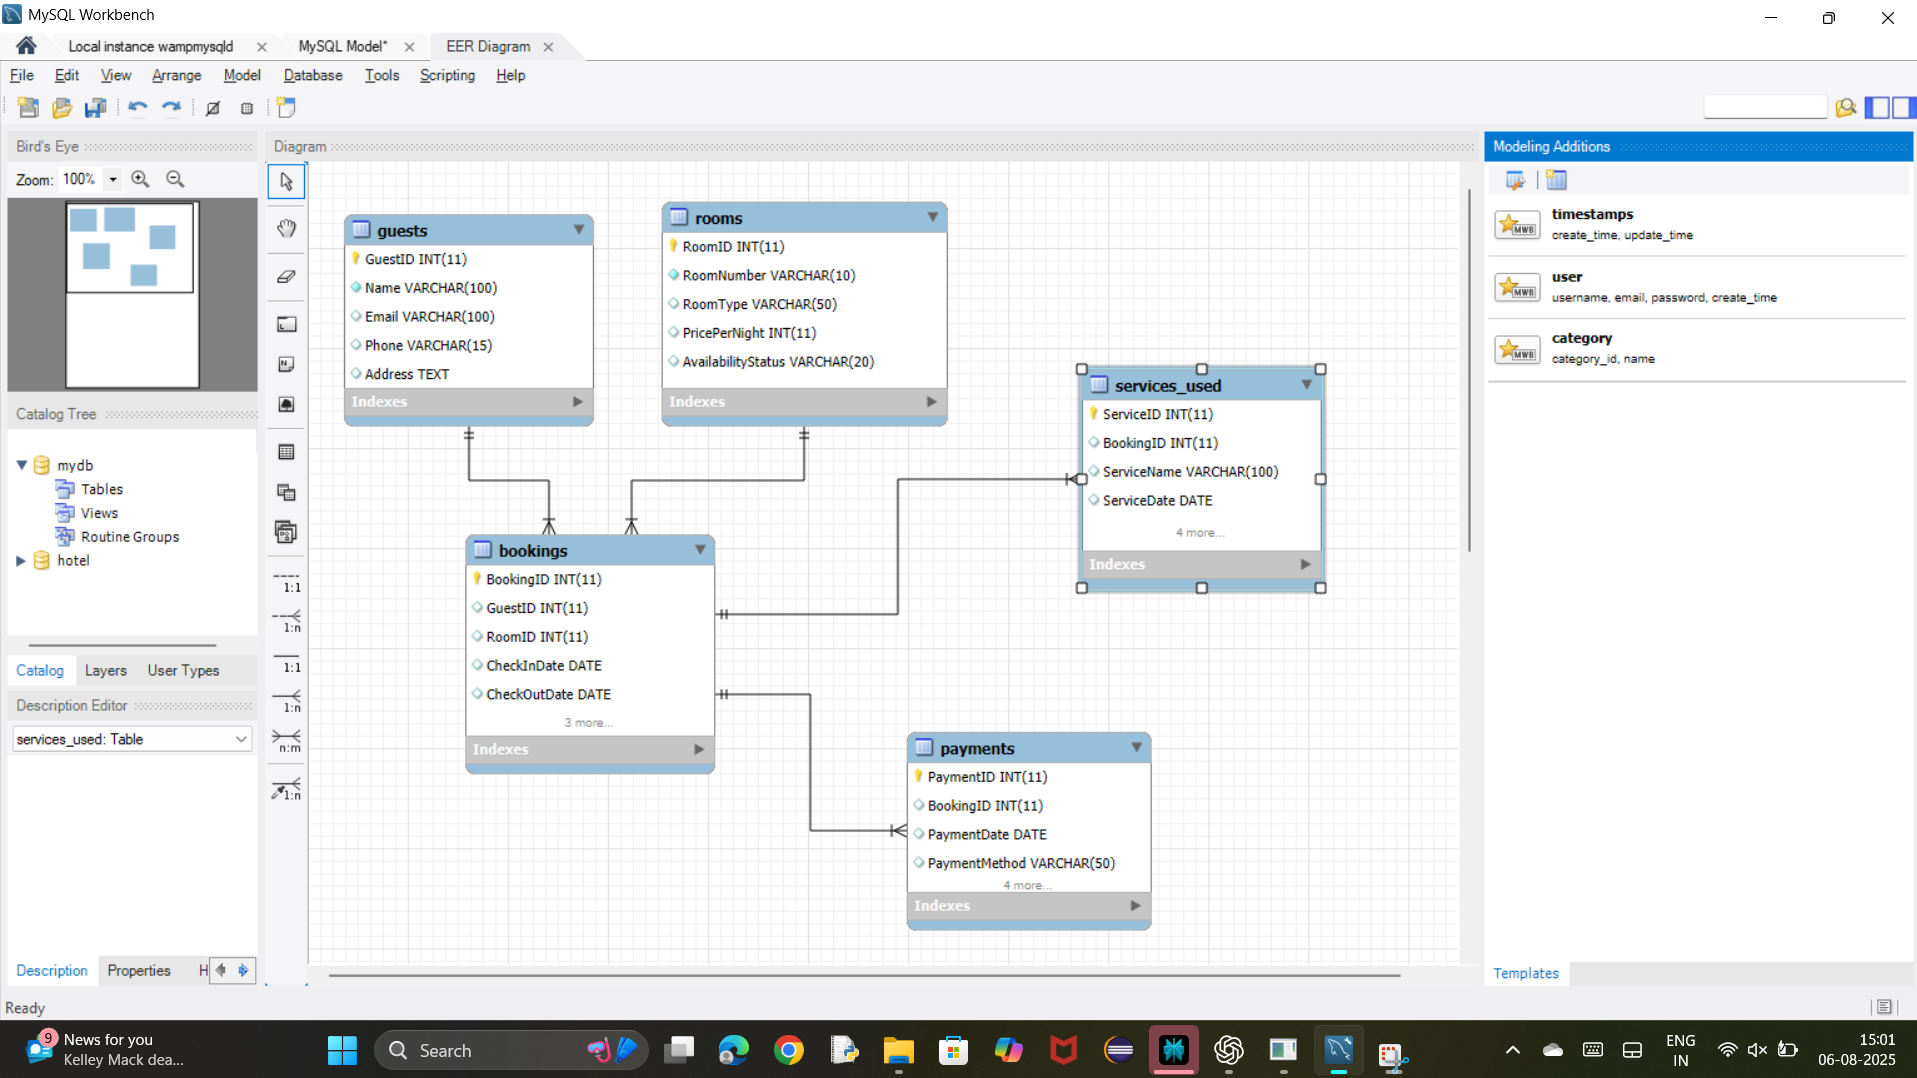 MySQL Workbench
Local instance wampmysqld
MySQL Model*
EER Diagram
File Edit View Arrange Model Database Tools Scripting Help
Bird's Eye
Zoom: 100%
Catalog Tree
mydb
Tables
Views
Routine Groups
hotel
Catalog Layers User Types
Description Editor
services_used: Table
Description Properties H
Ready
Diagram
1:1
1:n
1:1
1:n
n:m
1:n
guests
GuestID INT(11)
Name VARCHAR(100)
Email VARCHAR(100)
Phone VARCHAR(15)
Address TEXT
Indexes
rooms
RoomID INT(11)
RoomNumber VARCHAR(10)
RoomType VARCHAR(50)
PricePerNight INT(11)
AvailabilityStatus VARCHAR(20)
Indexes
services_used
ServiceID INT(11)
BookingID INT(11)
ServiceName VARCHAR(100)
ServiceDate DATE
4 more...
Indexes
bookings
BookingID INT(11)
GuestID INT(11)
RoomID INT(11)
CheckInDate DATE
CheckOutDate DATE
3 more...
Indexes
payments
PaymentID INT(11)
BookingID INT(11)
PaymentDate DATE
PaymentMethod VARCHAR(50)
4 more...
Indexes
Modeling Additions
MWB
timestamps
create_time, update_time
MWB
user
username, email, password, create_time
MWB
category
category_id, name
Templates
9
News for you
Kelley Mack dea...
Search
ENG
IN
15:01
06-08-2025